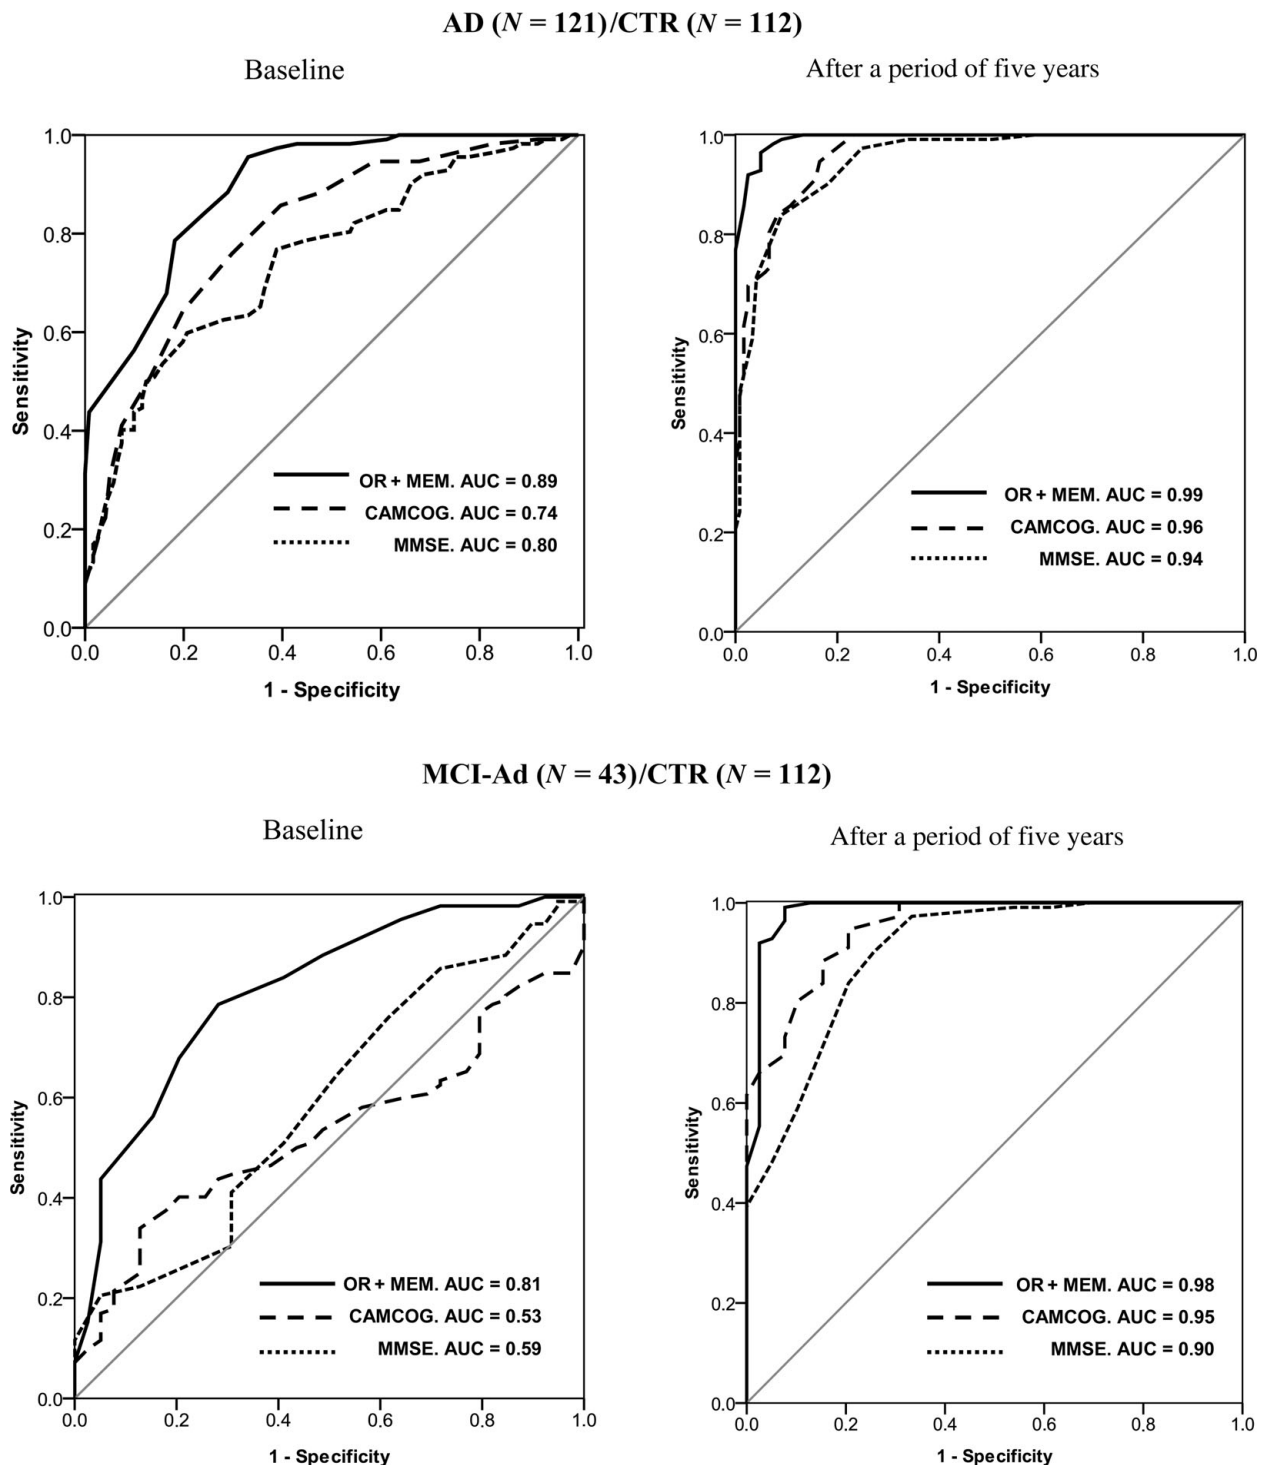 AD (N = 121)/CTR (N = 112)
Baseline
After a period of five years
1.0
0.8
0.6
0.4
0.2
0.0
Sensitivity
OR + MEM. AUC = 0.89
CAMCOG. AUC = 0.74
MMSE. AUC = 0.80
0.0 0.2 0.4 0.6 0.8 1.0
1 - Specificity
1.0
0.8
0.6
0.4
0.2
0.0
Sensitivity
OR + MEM. AUC = 0.99
CAMCOG. AUC = 0.96
MMSE. AUC = 0.94
0.0 0.2 0.4 0.6 0.8 1.0
1 - Specificity
MCI-Ad (N = 43)/CTR (N = 112)
Baseline
After a period of five years
1.0
0.8
0.6
0.4
0.2
0.0
Sensitivity
OR + MEM. AUC = 0.81
CAMCOG. AUC = 0.53
MMSE. AUC = 0.59
0.0 0.2 0.4 0.6 0.8 1.0
1 - Specificity
1.0
0.8
0.6
0.4
0.2
0.0
Sensitivity
OR + MEM. AUC = 0.98
CAMCOG. AUC = 0.95
MMSE. AUC = 0.90
0.0 0.2 0.4 0.6 0.8 1.0
1 - Specificity